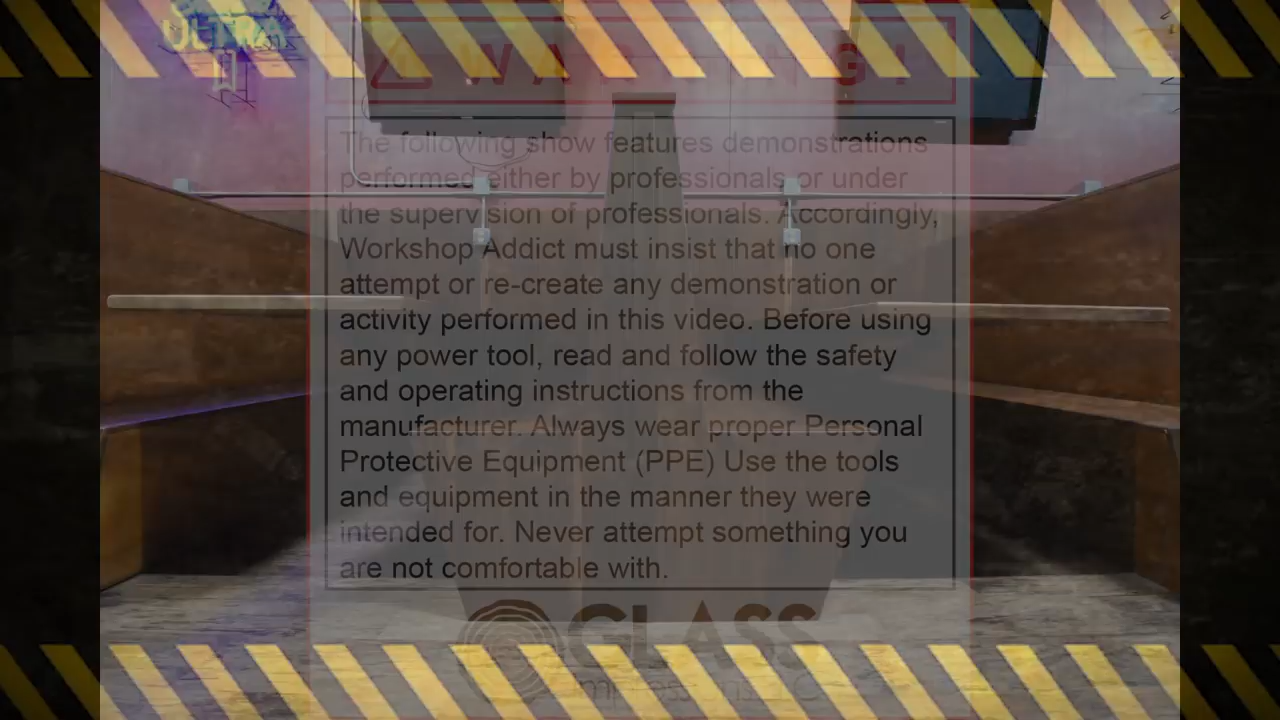 ULTRA
WARNING!
The following show features demonstrations
performed either by professionals or under
the supervision of professionals. Accordingly,
Workshop Addict must insist that no one
attempt or re-create any demonstration or
activity performed in this video. Before using
any power tool, read and follow the safety
and operating instructions from the
manufacturer. Always wear proper Personal
Protective Equipment (PPE) Use the tools
and equipment in the manner they were
intended for. Never attempt something you
are not comfortable with.
GLASS